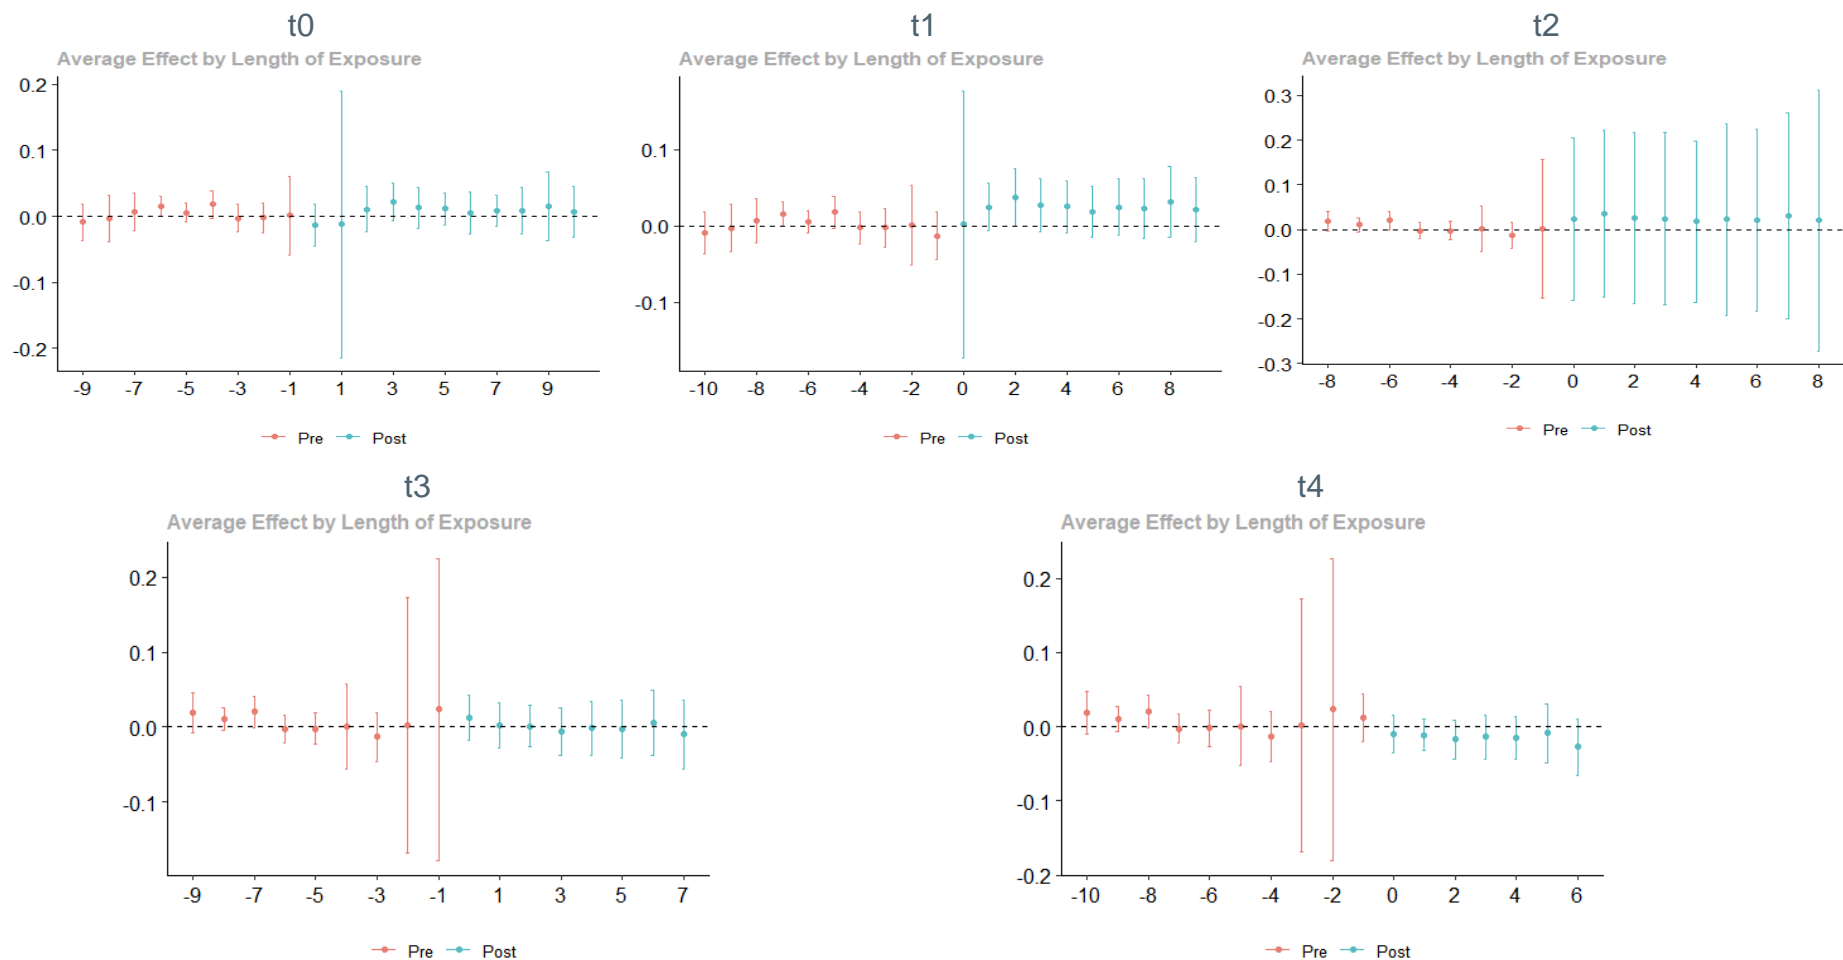 t0
Average Effect by Length of Exposure
0.2
0.1
0.0
-0.1
-0.2
-9 -7 -5 -3 -1 1 3 5 7 9
Pre Post
t1
Average Effect by Length of Exposure
0.1
0.0
-0.1
-10 -8 -6 -4 -2 0 2 4 6 8
Pre Post
t2
Average Effect by Length of Exposure
0.3
0.2
0.1
0.0
-0.1
-0.2
-0.3
-8 -6 -4 -2 0 2 4 6 8
Pre Post
t3
Average Effect by Length of Exposure
0.2
0.1
0.0
-0.1
-9 -7 -5 -3 -1 1 3 5 7
Pre Post
t4
Average Effect by Length of Exposure
0.2
0.1
0.0
-0.1
-0.2
-10 -8 -6 -4 -2 0 2 4 6
Pre Post